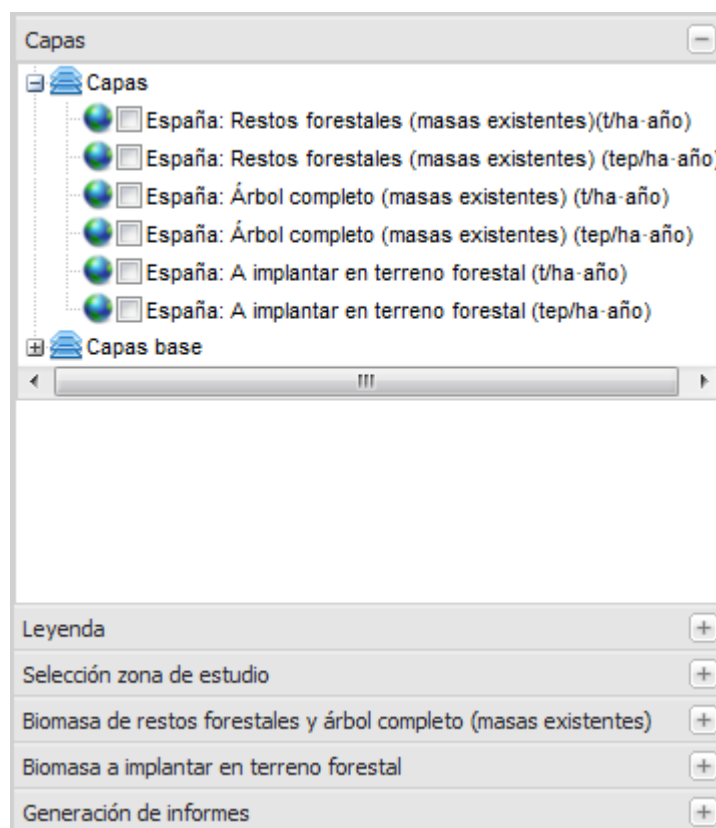 Capas
Capas
España: Restos forestales (masas existentes)(t/ha·año)
España: Restos forestales (masas existentes) (tep/ha·año)
España: Árbol completo (masas existentes) (t/ha·año)
España: Árbol completo (masas existentes) (tep/ha·año)
España: A implantar en terreno forestal (t/ha·año)
España: A implantar en terreno forestal (tep/ha·año)
Capas base
Leyenda
Selección zona de estudio
Biomasa de restos forestales y árbol completo (masas existentes)
Biomasa a implantar en terreno forestal
Generación de informes